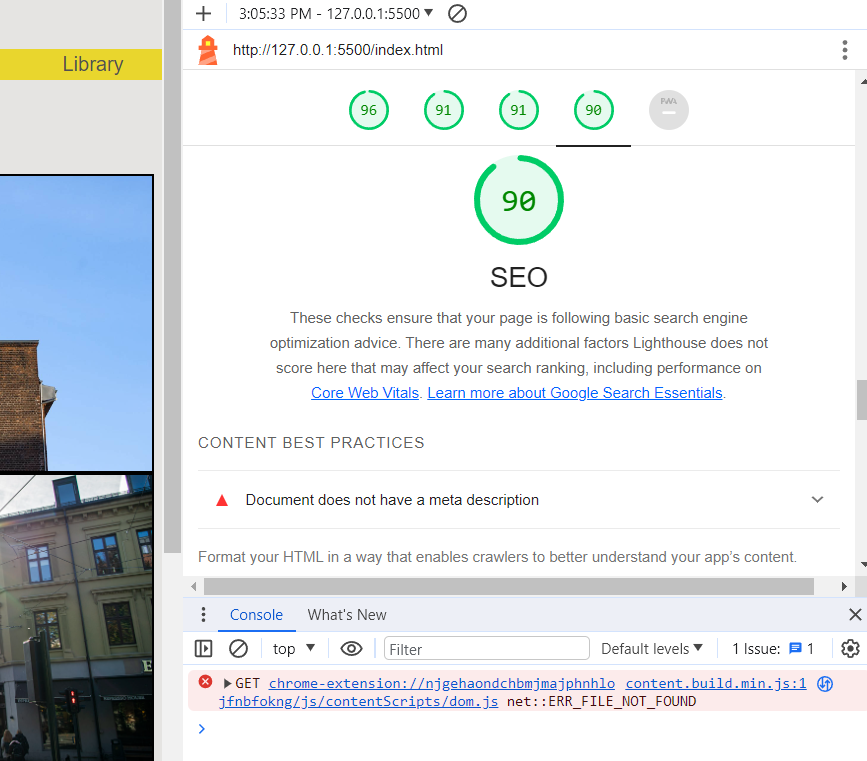 3:05:33 PM - 127.0.0.1:5500
http://127.0.0.1:5500/index.html
Library
96
91
91
90
PWA
90
SEO
These checks ensure that your page is following basic search engine
optimization advice. There are many additional factors Lighthouse does not
score here that may affect your search ranking, including performance on
Core Web Vitals. Learn more about Google Search Essentials.
CONTENT BEST PRACTICES
Document does not have a meta description
Format your HTML in a way that enables crawlers to better understand your app’s content.
Console What's New
top Filter Default levels 1 Issue: 1
GET chrome-extension://njgehaondchbmjmajphnhlo content.build.min.js:1
jfnbfokng/js/contentScripts/dom.js net::ERR_FILE_NOT_FOUND